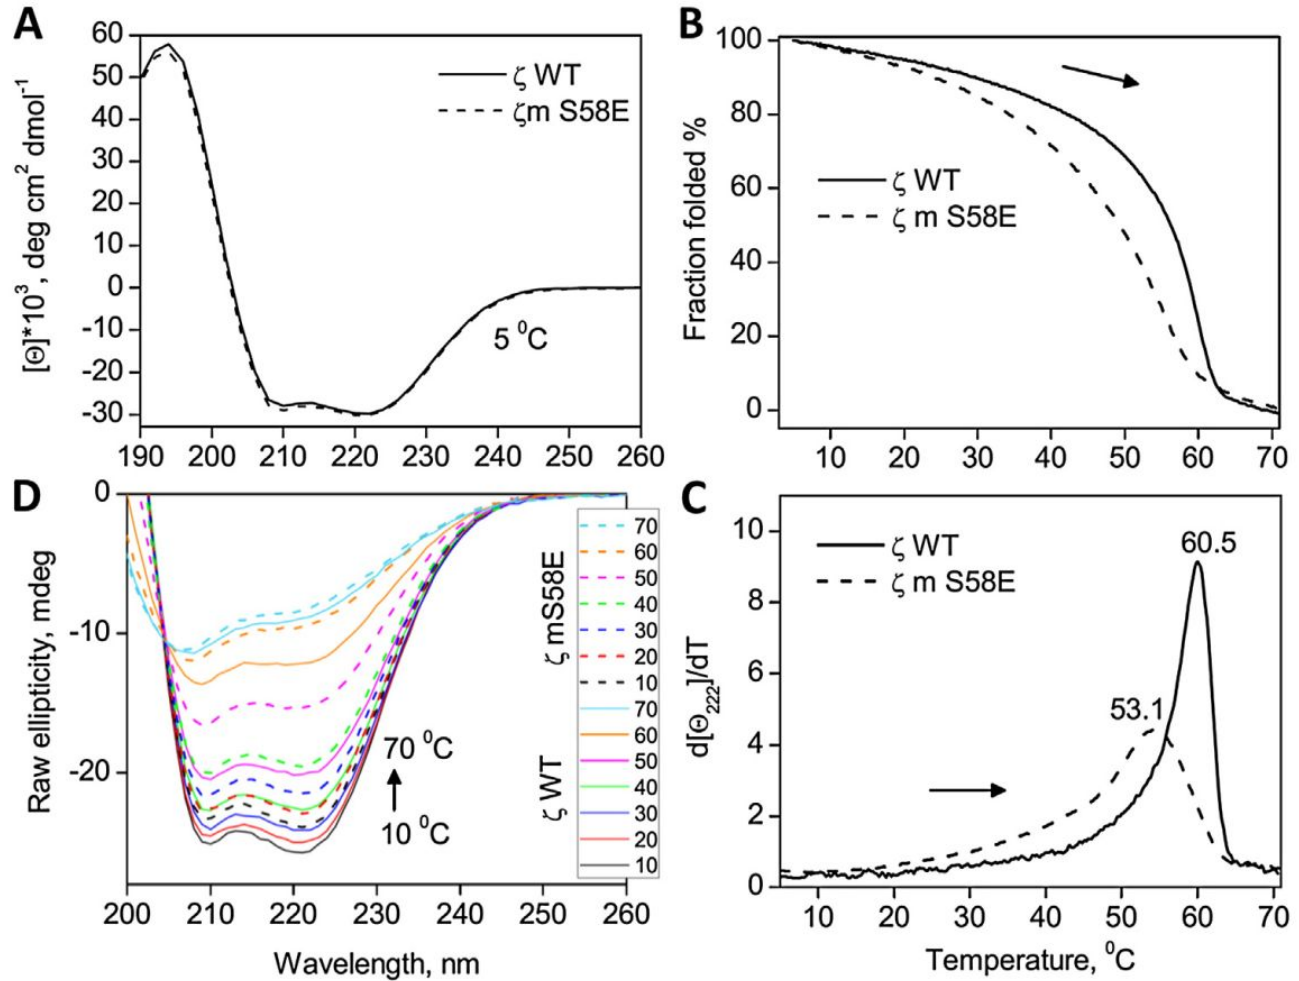 A
60
50
40
30
20
10
0
-10
-20
-30
[Θ]*10³, deg cm² dmol⁻¹
ζ WT
ζm S58E
5 ⁰C
190 200 210 220 230 240 250 260
B
100
80
60
40
20
0
Fraction folded %
ζ WT
ζ m S58E
10 20 30 40 50 60 70
D
0
-10
-20
Raw ellipticity, mdeg
70 ⁰C
10 ⁰C
ζ mS58E
70
60
50
40
30
20
10
ζ WT
70
60
50
40
30
20
10
200 210 220 230 240 250 260
Wavelength, nm
C
10
8
6
4
2
0
d[Θ₂₂₂]/dT
ζ WT
ζ m S58E
60.5
53.1
10 20 30 40 50 60 70
Temperature, ⁰C